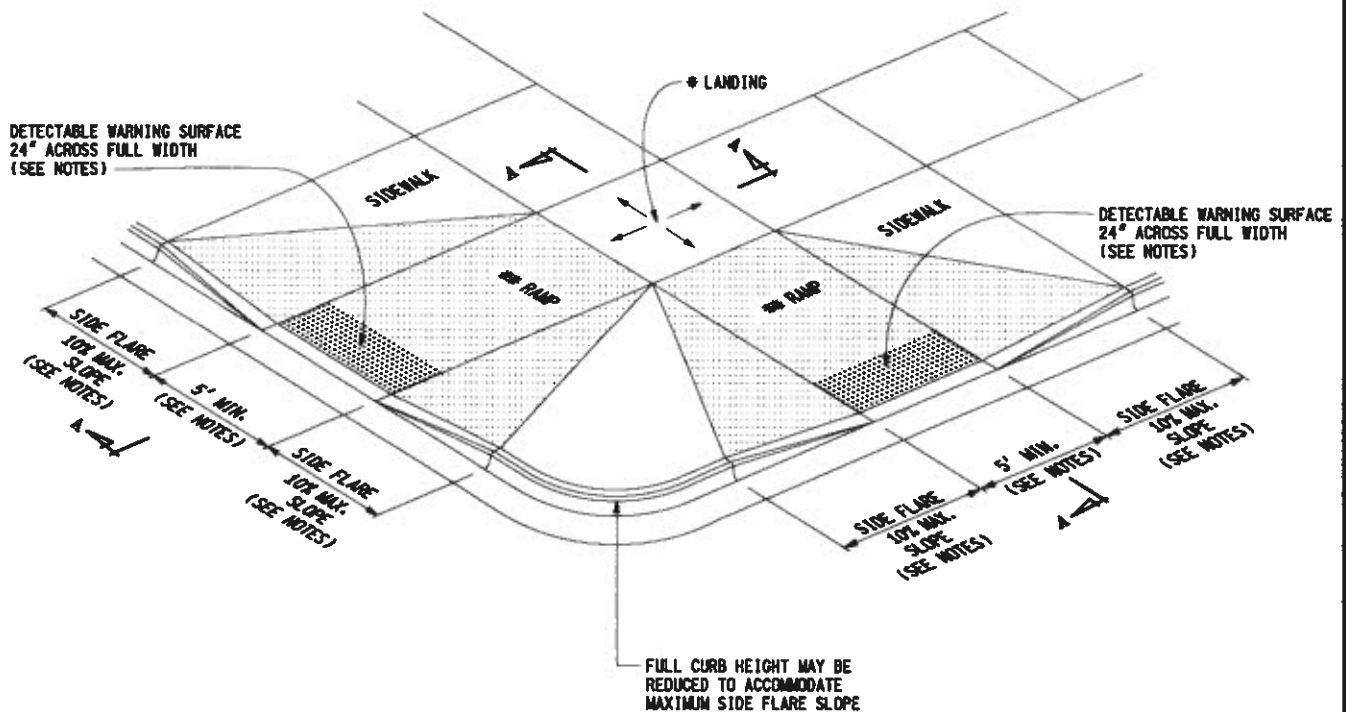 * LANDING
DETECTABLE WARNING SURFACE
24" ACROSS FULL WIDTH
(SEE NOTES)
A
A
SIDEWALK
SIDEWALK
DETECTABLE WARNING SURFACE
24" ACROSS FULL WIDTH
(SEE NOTES)
** RAMP
** RAMP
SIDE FLARE
10% MAX.
SLOPE
(SEE NOTES)
5' MIN.
(SEE NOTES)
A
SIDE FLARE
10% MAX.
SLOPE
(SEE NOTES)
SIDE FLARE
10% MAX.
SLOPE
(SEE NOTES)
5' MIN.
(SEE NOTES)
A
SIDE FLARE
10% MAX.
SLOPE
(SEE NOTES)
FULL CURB HEIGHT MAY BE
REDUCED TO ACCOMMODATE
MAXIMUM SIDE FLARE SLOPE